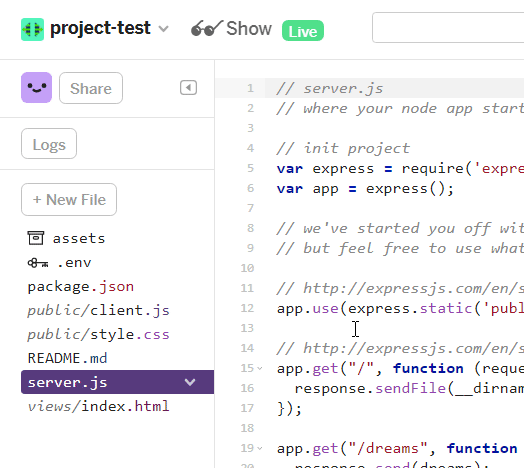 project-test
Show
Live
Share
Logs
+ New File
assets
.env
package.json
public/client.js
public/style.css
README.md
server.js
views/index.html
1 // server.js
2 // where your node app start
3
4 // init project
5 var express = require('expre
6 var app = express();
7
8 // we've started you off wit
9 // but feel free to use what
10
11 // http://expressjs.com/en/s
12 app.use(express.static('publ
13
14 // http://expressjs.com/en/s
15 app.get("/", function (reque
16 response.sendFile(__dirnam
17 });
18
19 app.get("/dreams", function
20 response.send(dreams);